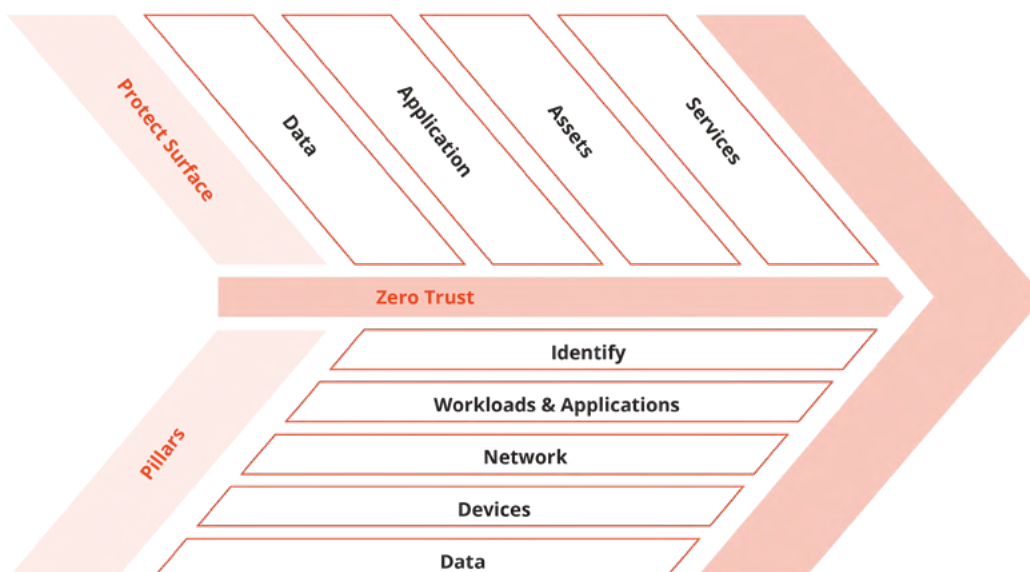 Protect Surface
Data
Application
Assets
Services
Zero Trust
Pillars
Identify
Workloads & Applications
Network
Devices
Data